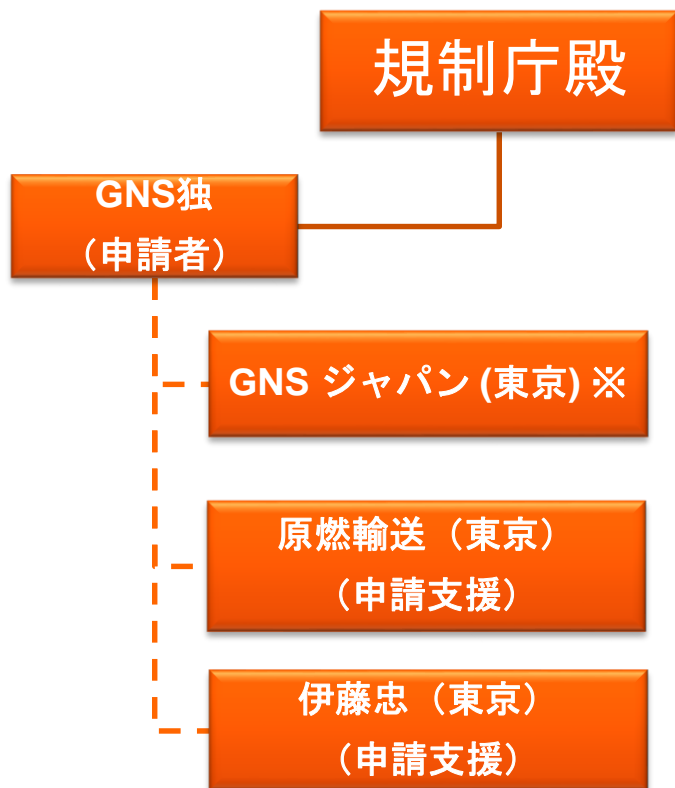 規制庁殿
GNS独
（申請者）
GNS ジャパン (東京) ※
原燃輸送（東京）
（申請支援）
伊藤忠（東京）
（申請支援）